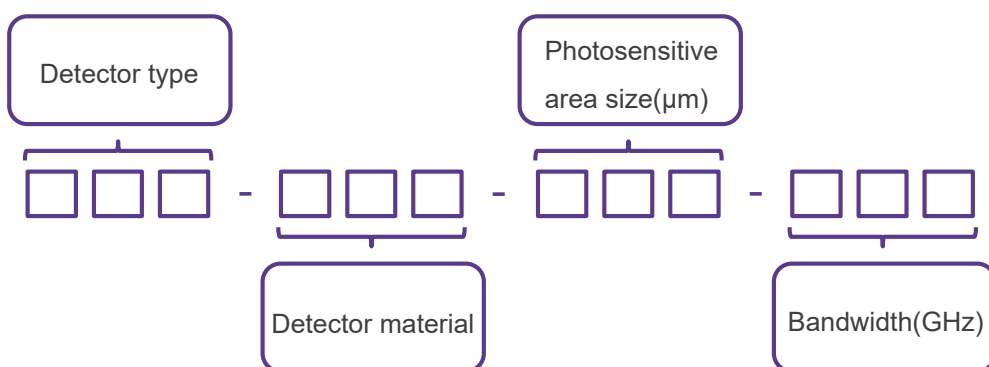 Detector type
Photosensitive
area size(μm)
- - -
Detector material
Bandwidth(GHz)